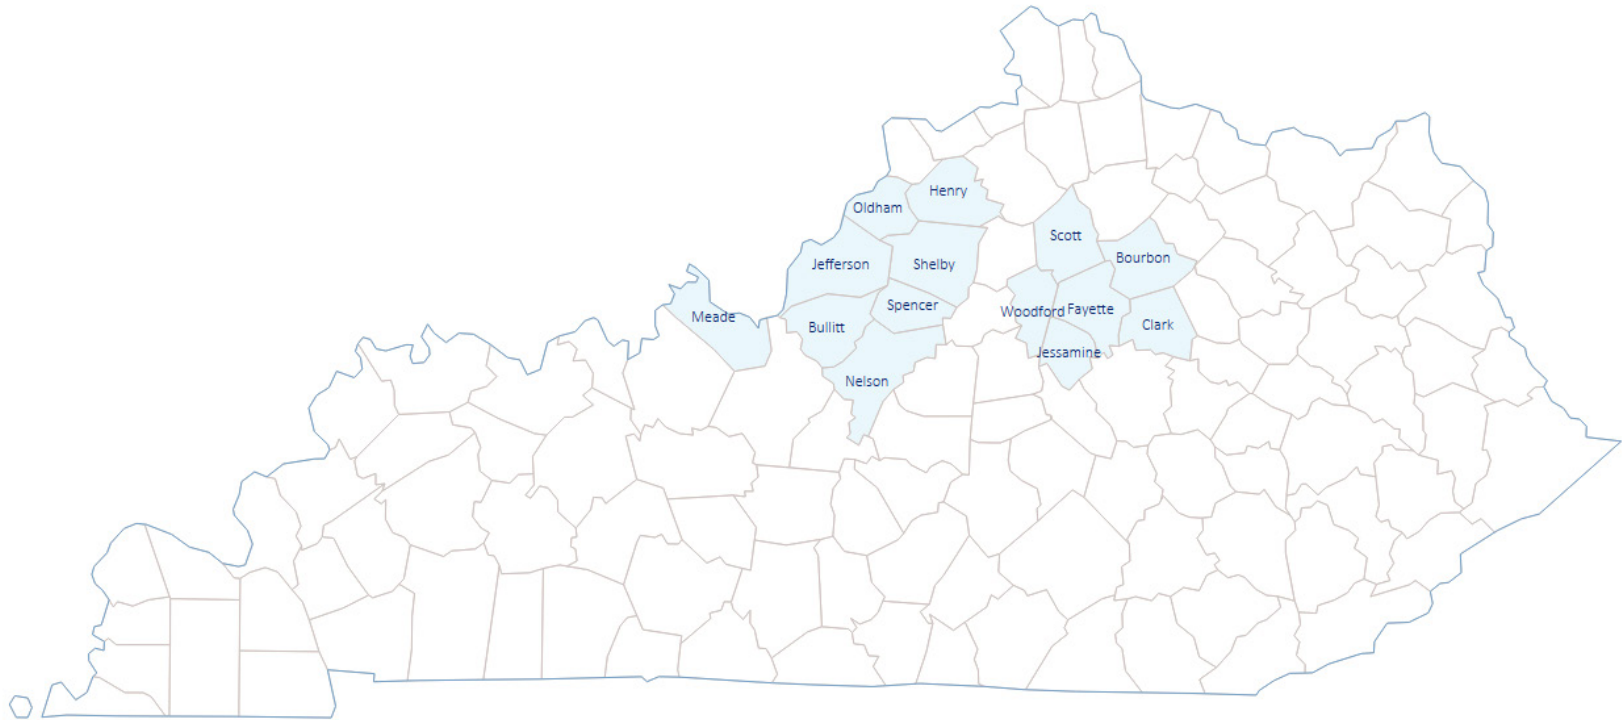 Henry
Oldham
Scott
Bourbon
Jefferson
Shelby
Spencer
Woodford
Fayette
Meade
Bullitt
Clark
Jessamine
Nelson